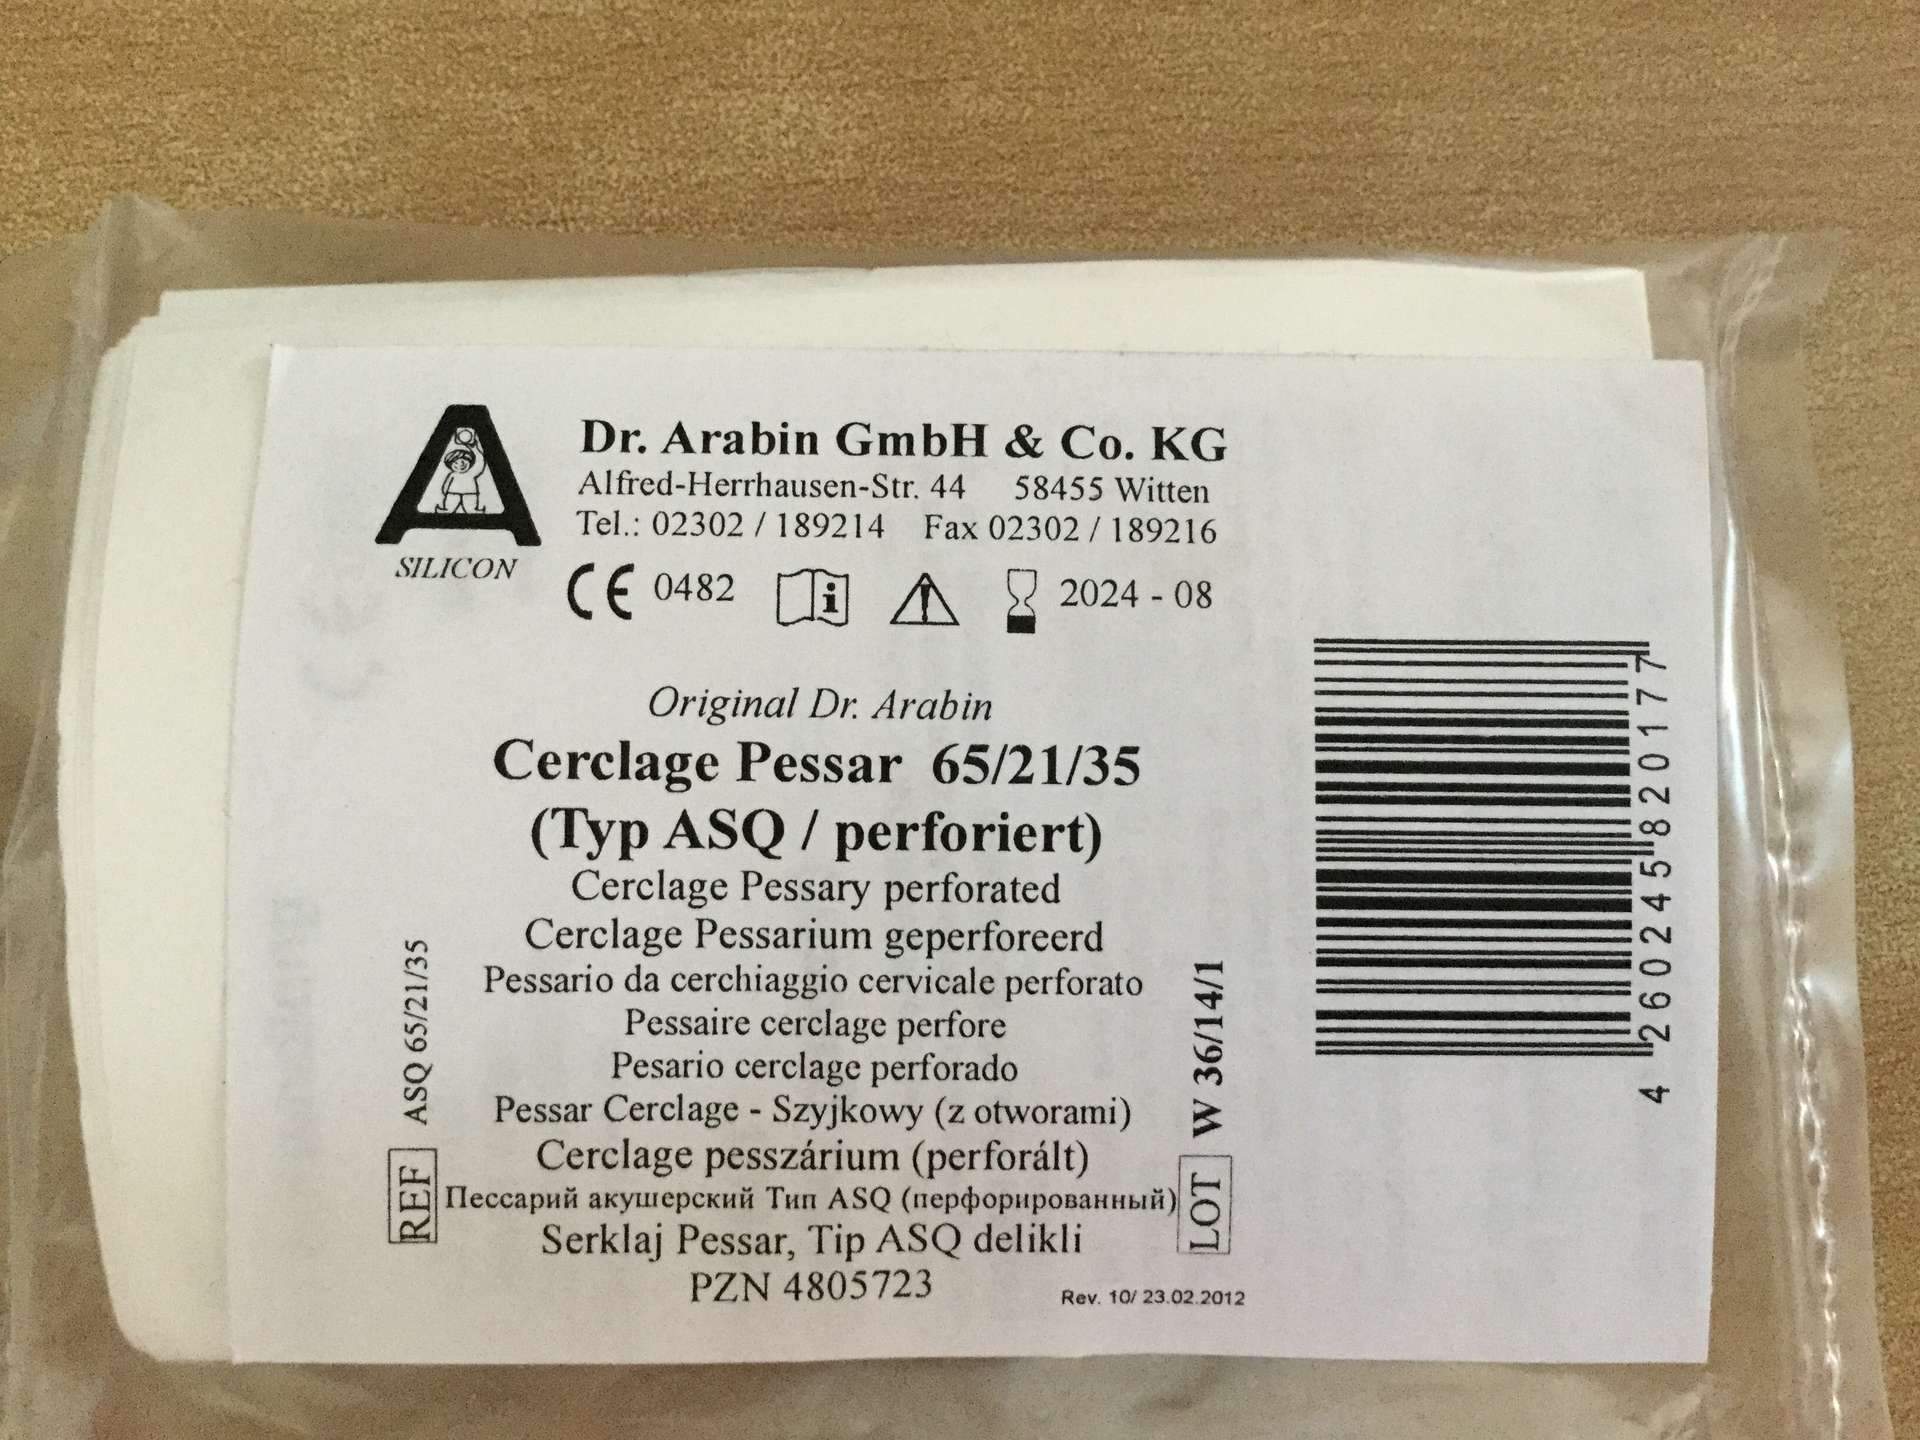 Dr. Arabin GmbH & Co. KG
Alfred-Herrhausen-Str. 44 58455 Witten
Tel.: 02302 / 189214 Fax 02302 / 189216
SILICON
CE 0482 i 2024 - 08
Original Dr. Arabin
Cerclage Pessar 65/21/35
(Typ ASQ / perforiert)
Cerclage Pessary perforated
Cerclage Pessarium geperforeerd
Pessario da cerchiaggio cervicale perforato
Pessaire cerclage perfore
Pesario cerclage perforado
Pessar Cerclage - Szyjkowy (z otworami)
Cerclage pesszárium (perforált)
Пессарий акушерский Тип ASQ (перфорированный)
Serklaj Pessar, Tip ASQ delikli
PZN 4805723
Rev. 10/ 23.02.2012
REF ASQ 65/21/35
LOT W 36/14/1
4 260245 820177